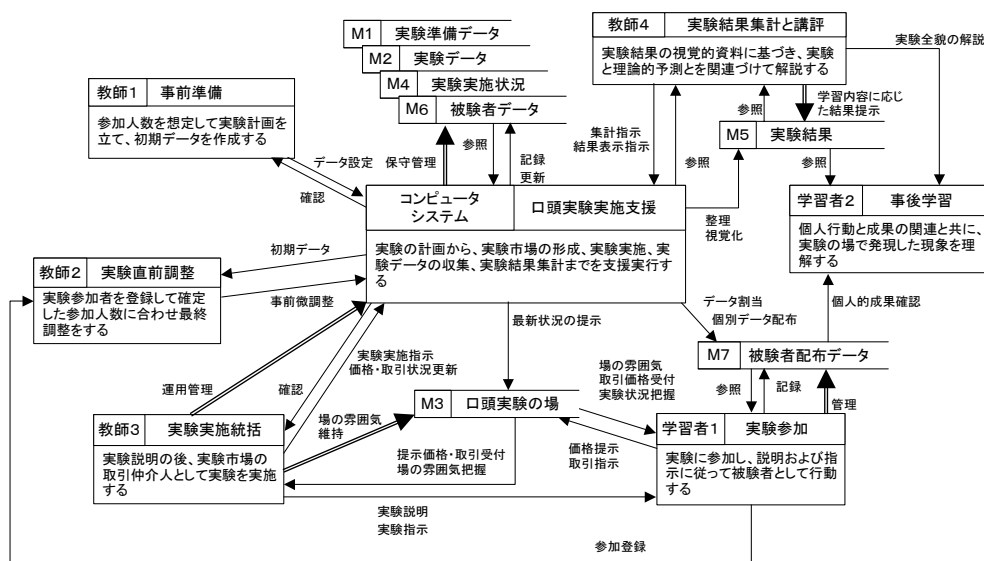 M1 実験準備データ
M2 実験データ
M4 実験実施状況
M6 被験者データ
教師4 実験結果集計と講評
実験結果の視覚的資料に基づき、実験
と理論的予測とを関連づけて解説する
実験全貌の解説
教師1 事前準備
参加人数を想定して実験計画を
立て、初期データを作成する
データ設定
確認
保守管理
参照
記録
更新
集計指示
結果表示指示
参照
参照
学習内容に応じ
た結果提示
M5 実験結果
参照
整理
視覚化
コンピュータ
システム
口頭実験実施支援
実験の計画から、実験市場の形成、実験実施、実
験データの収集、実験結果集計までを支援実行す
る
学習者2 事後学習
個人行動と成果の関連と共に、
実験の場で発現した現象を理
解する
初期データ
教師2 実験直前調整
実験参加者を登録して確定
した参加人数に合わせ最終
調整をする
事前微調整
最新状況の提示
データ割当
個別データ配布
個人的成果確認
M7 被験者配布データ
参照
記録
管理
運用管理
実験実施指示
価格・取引状況更新
確認
場の雰囲気
維持
M3 口頭実験の場
場の雰囲気
取引価格受付
実験状況把握
価格提示
取引指示
教師3 実験実施統括
実験説明の後、実験市場の
取引仲介人として実験を実施
する
提示価格・取引受付
場の雰囲気把握
学習者1 実験参加
実験に参加し、説明および指
示に従って被験者として行動
する
実験説明
実験指示
参加登録